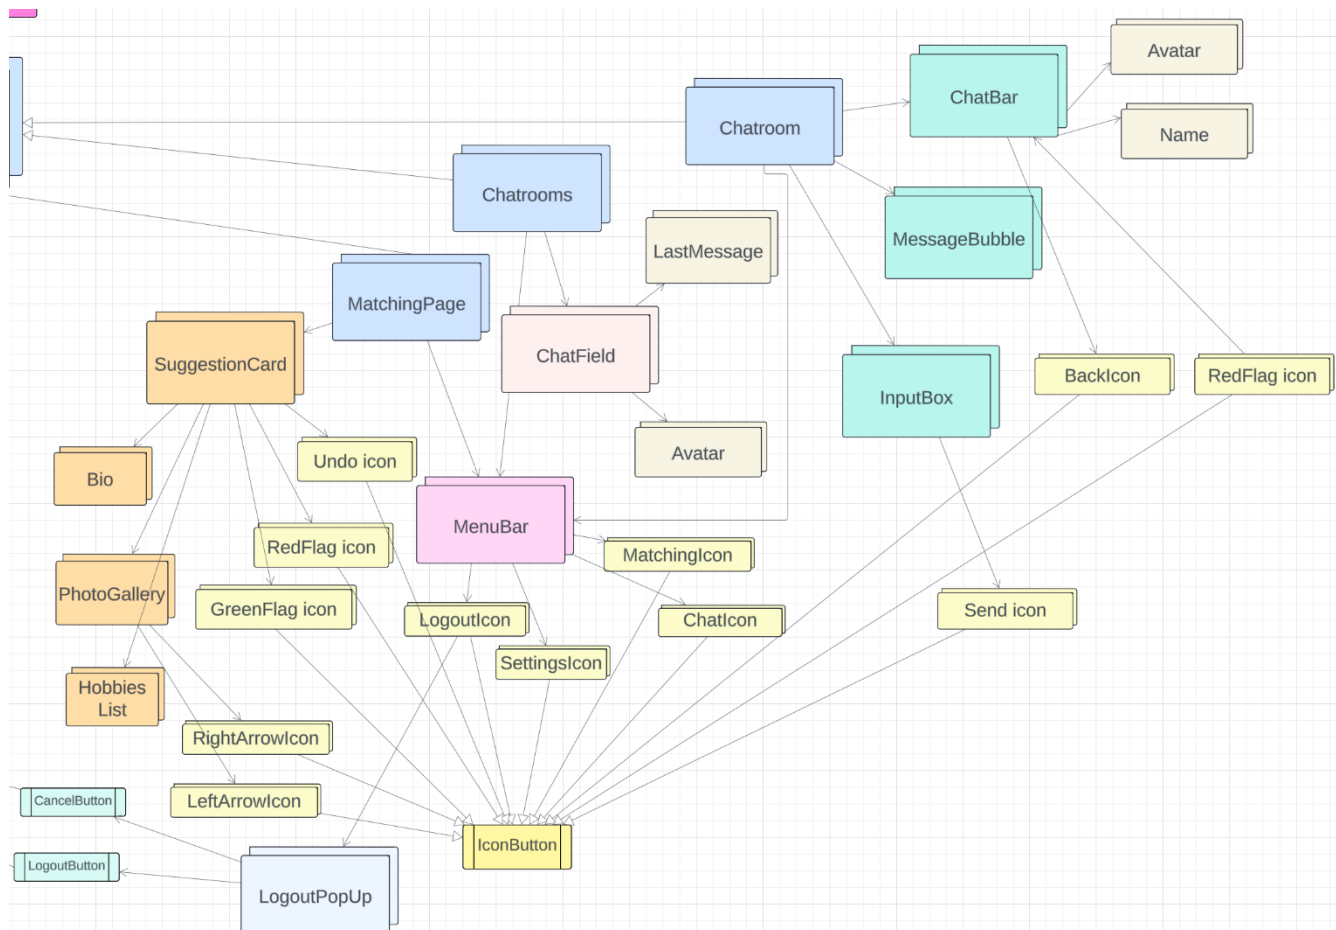 Avatar
ChatBar
Chatroom
Name
Chatrooms
MessageBubble
LastMessage
MatchingPage
ChatField
SuggestionCard
BackIcon
RedFlag icon
InputBox
Undo icon
Avatar
Bio
MenuBar
RedFlag icon
MatchingIcon
PhotoGallery
GreenFlag icon
LogoutIcon
ChatIcon
Send icon
SettingsIcon
Hobbies
List
RightArrowIcon
LeftArrowIcon
CancelButton
IconButton
LogoutButton
LogoutPopUp